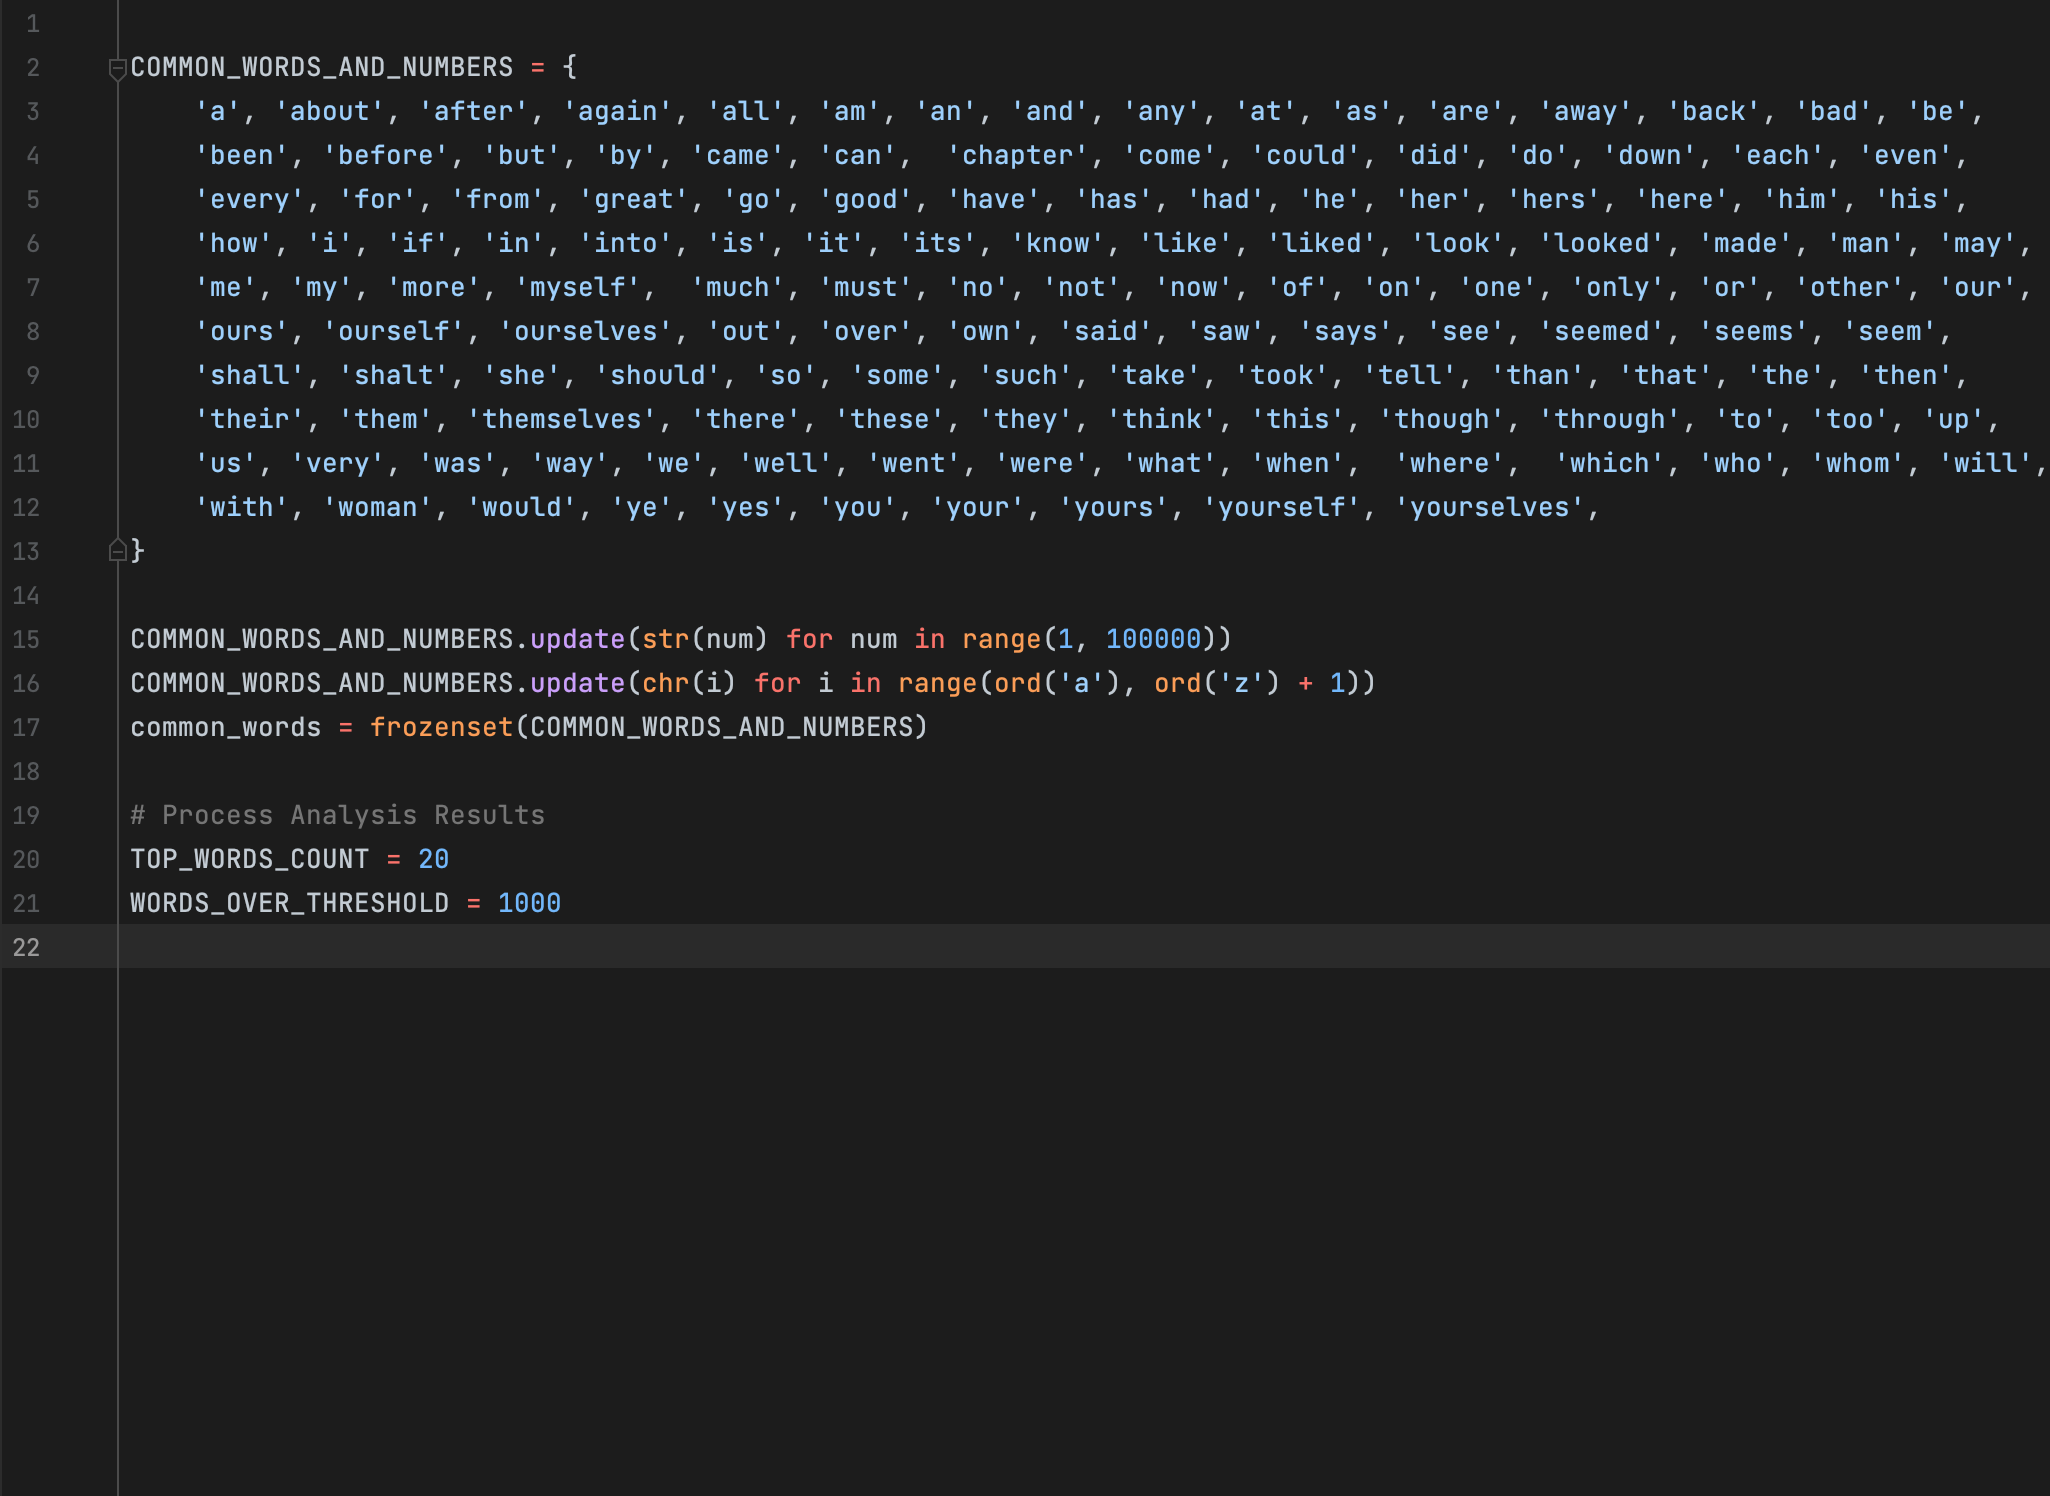 1
2 COMMON_WORDS_AND_NUMBERS = {
3     'a', 'about', 'after', 'again', 'all', 'am', 'an', 'and', 'any', 'at', 'as', 'are', 'away', 'back', 'bad', 'be',
4     'been', 'before', 'but', 'by', 'came', 'can',  'chapter', 'come', 'could', 'did', 'do', 'down', 'each', 'even',
5     'every', 'for', 'from', 'great', 'go', 'good', 'have', 'has', 'had', 'he', 'her', 'hers', 'here', 'him', 'his',
6     'how', 'i', 'if', 'in', 'into', 'is', 'it', 'its', 'know', 'like', 'liked', 'look', 'looked', 'made', 'man', 'may',
7     'me', 'my', 'more', 'myself',  'much', 'must', 'no', 'not', 'now', 'of', 'on', 'one', 'only', 'or', 'other', 'our',
8     'ours', 'ourself', 'ourselves', 'out', 'over', 'own', 'said', 'saw', 'says', 'see', 'seemed', 'seems', 'seem',
9     'shall', 'shalt', 'she', 'should', 'so', 'some', 'such', 'take', 'took', 'tell', 'than', 'that', 'the', 'then',
10     'their', 'them', 'themselves', 'there', 'these', 'they', 'think', 'this', 'though', 'through', 'to', 'too', 'up',
11     'us', 'very', 'was', 'way', 'we', 'well', 'went', 'were', 'what', 'when',  'where',  'which', 'who', 'whom', 'will',
12     'with', 'woman', 'would', 'ye', 'yes', 'you', 'your', 'yours', 'yourself', 'yourselves',
13 }
14
15 COMMON_WORDS_AND_NUMBERS.update(str(num) for num in range(1, 100000))
16 COMMON_WORDS_AND_NUMBERS.update(chr(i) for i in range(ord('a'), ord('z') + 1))
17 common_words = frozenset(COMMON_WORDS_AND_NUMBERS)
18
19 # Process Analysis Results
20 TOP_WORDS_COUNT = 20
21 WORDS_OVER_THRESHOLD = 1000
22